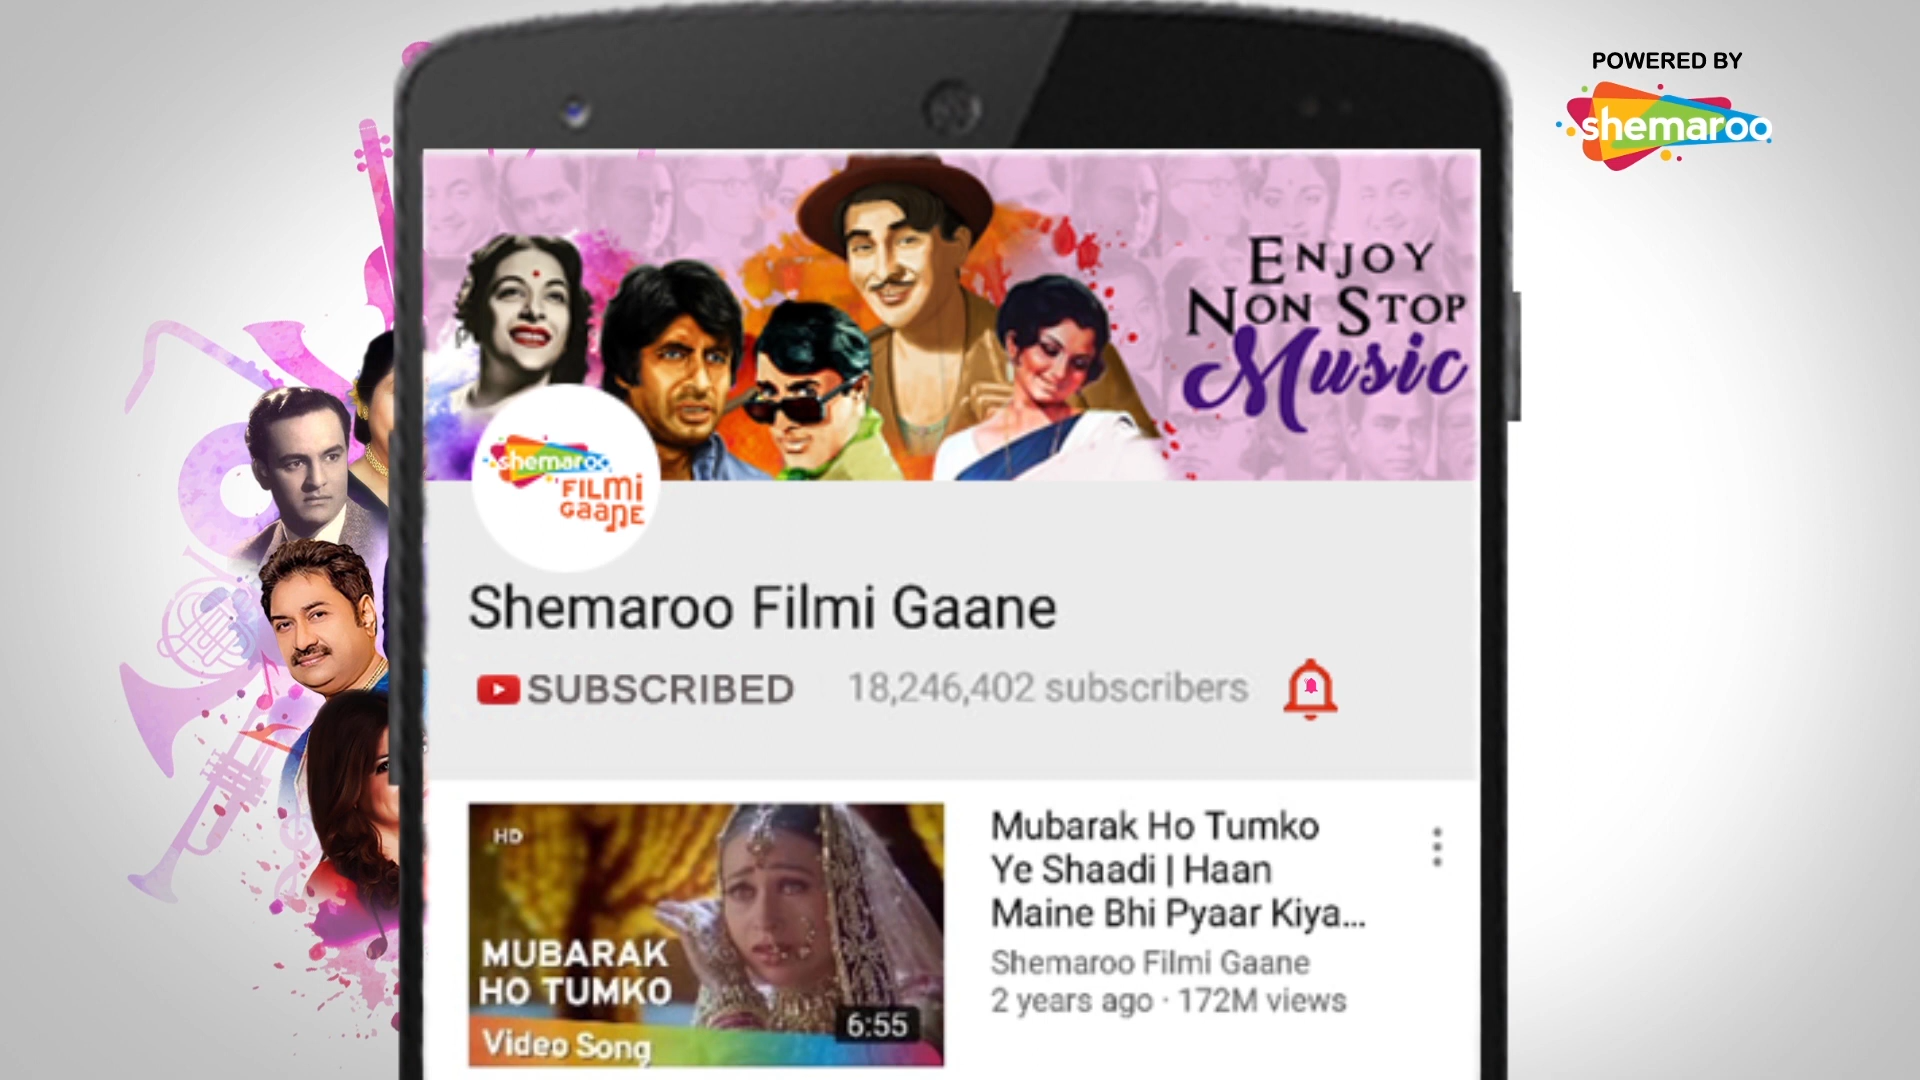 POWERED BY
shemaroo
ENJOY
NON STOP
Music
shemaroo
FILMI
GAANE
Shemaroo Filmi Gaane
SUBSCRIBED
18,246,402 subscribers
HD
MUBARAK
HO TUMKO
Video Song
6:55
Mubarak Ho Tumko
Ye Shaadi | Haan
Maine Bhi Pyaar Kiya...
Shemaroo Filmi Gaane
2 years ago · 172M views